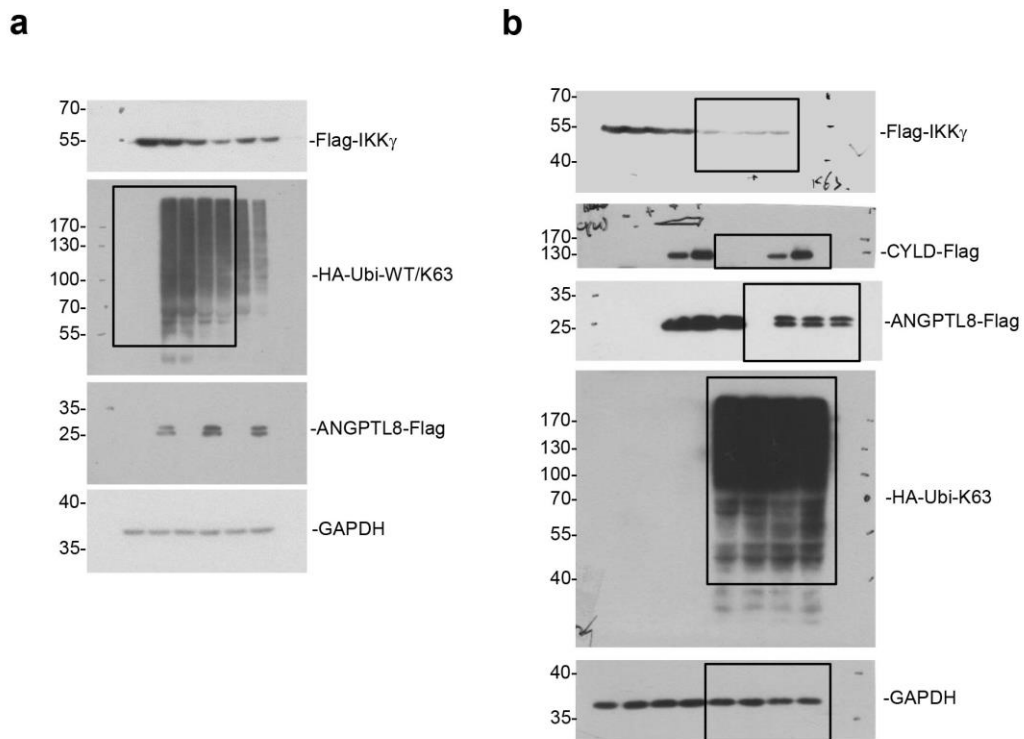 a
70-
55-
-Flag-IKKγ
170-
130-
100-
70-
55-
-HA-Ubi-WT/K63
35-
25-
-ANGPTL8-Flag
40-
35-
-GAPDH
b
70-
55-
40-
-Flag-IKKγ
K63.
170-
130-
- + +
-CYLD-Flag
35-
25-
-ANGPTL8-Flag
170-
130-
100-
70-
55-
40-
-HA-Ubi-K63
40-
35-
-GAPDH